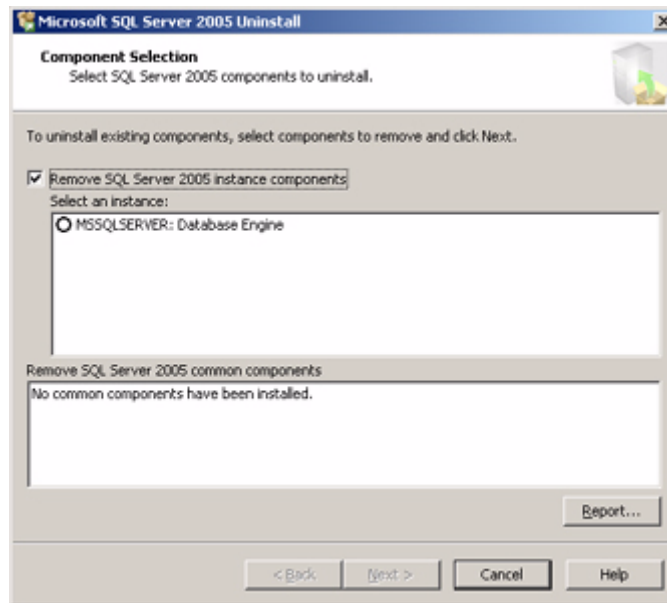 Microsoft SQL Server 2005 Uninstall
Component Selection
Select SQL Server 2005 components to uninstall.
To uninstall existing components, select components to remove and click Next.
Remove SQL Server 2005 instance components
Select an instance:
MSSQLSERVER: Database Engine
Remove SQL Server 2005 common components
No common components have been installed.
Report...
< Back Next > Cancel Help